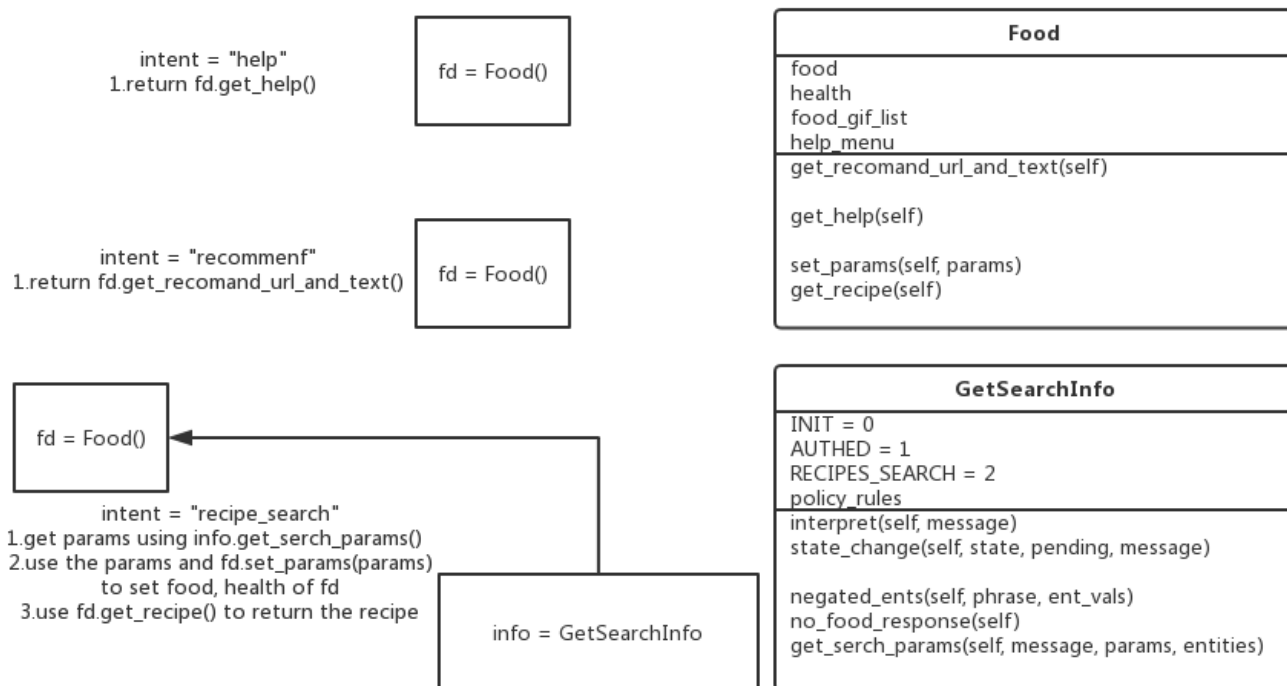 intent = "help"
1.return fd.get_help()
fd = Food()
Food
food
health
food_gif_list
help_menu
get_recomand_url_and_text(self)
get_help(self)
set_params(self, params)
get_recipe(self)
intent = "recommenf"
1.return fd.get_recomand_url_and_text()
fd = Food()
fd = Food()
intent = "recipe_search"
1.get params using info.get_serch_params()
2.use the params and fd.set_params(params)
to set food, health of fd
3.use fd.get_recipe() to return the recipe
info = GetSearchInfo
GetSearchInfo
INIT = 0
AUTHED = 1
RECIPES_SEARCH = 2
policy_rules
interpret(self, message)
state_change(self, state, pending, message)
negated_ents(self, phrase, ent_vals)
no_food_response(self)
get_serch_params(self, message, params, entities)